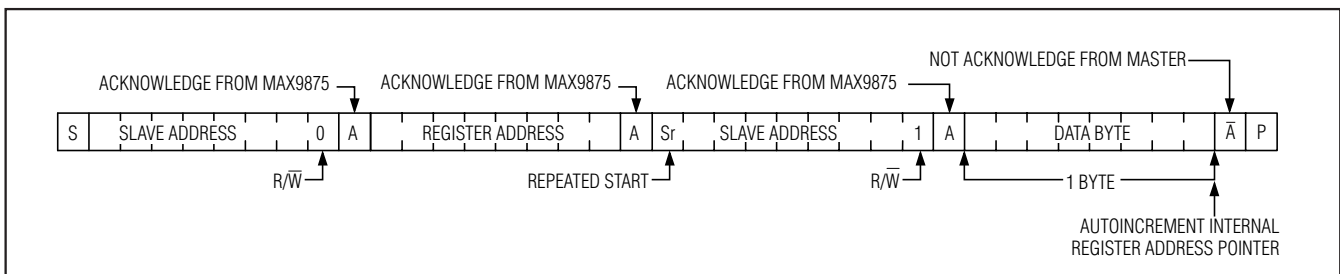 NOT ACKNOWLEDGE FROM MASTER
ACKNOWLEDGE FROM MAX9875 ACKNOWLEDGE FROM MAX9875 ACKNOWLEDGE FROM MAX9875
S SLAVE ADDRESS 0 A REGISTER ADDRESS A Sr SLAVE ADDRESS 1 A DATA BYTE A̅ P
R/W̅ REPEATED START R/W̅ 1 BYTE
AUTOINCREMENT INTERNAL
REGISTER ADDRESS POINTER